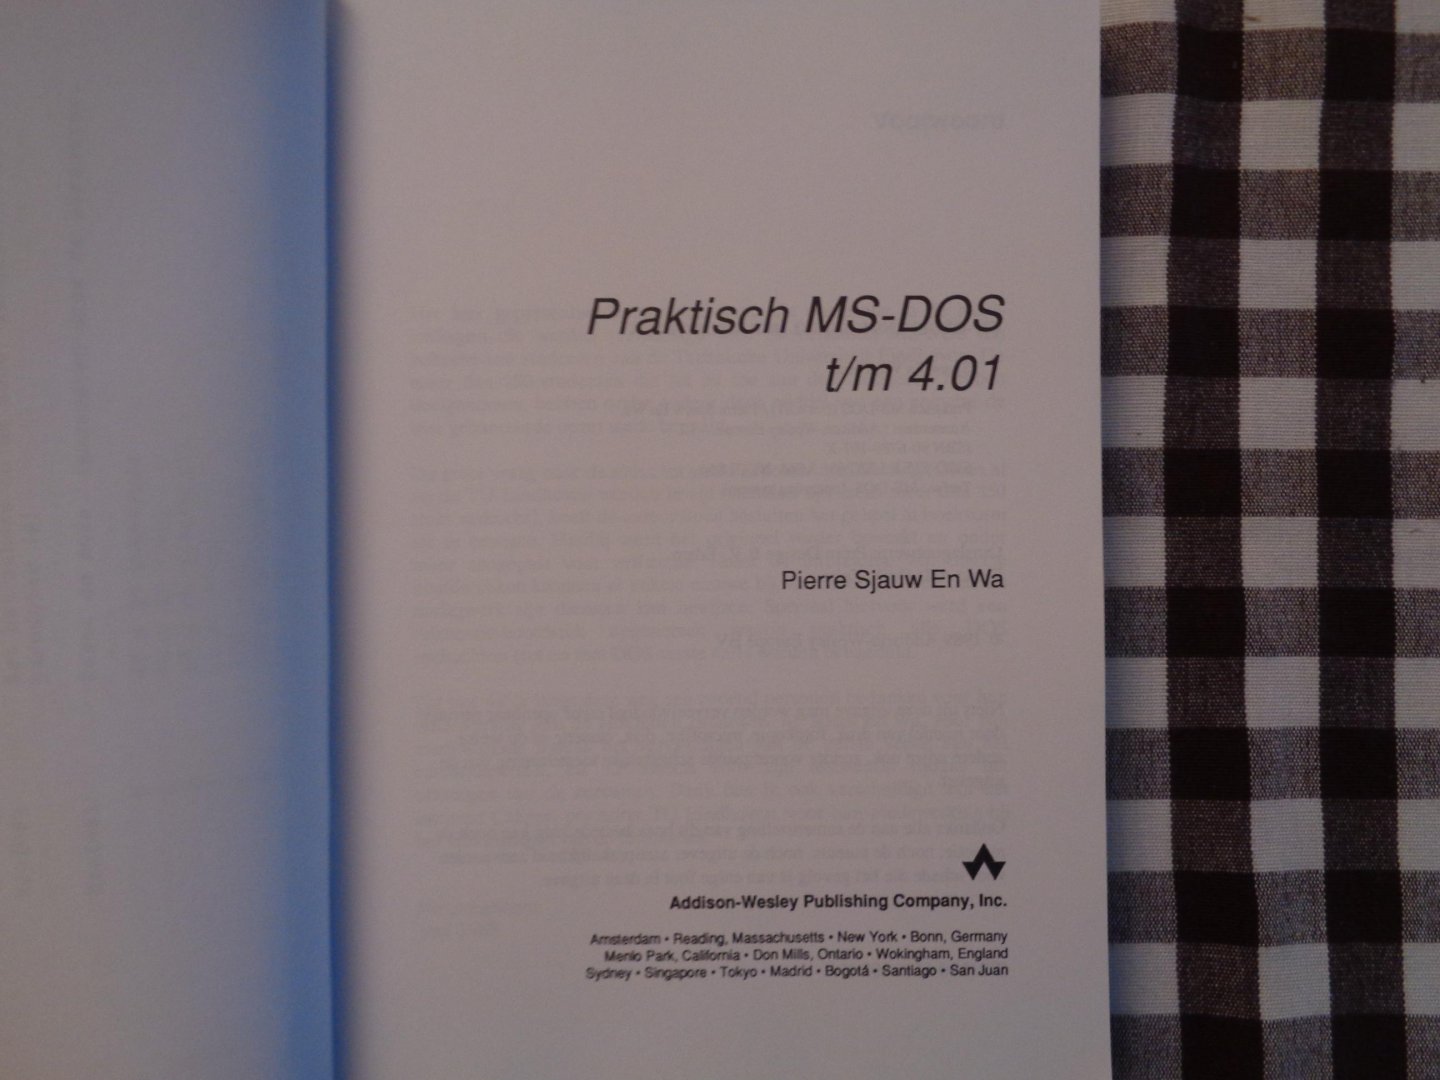 Praktisch MS-DOS
t/m 4.01
Pierre Sjauw En Wa
Addison-Wesley Publishing Company, Inc.
Amsterdam • Reading, Massachusetts • New York • Bonn, Germany
Menlo Park, California • Don Mills, Ontario • Wokingham, England
Sydney • Singapore • Tokyo • Madrid • Bogotá • Santiago • San Juan